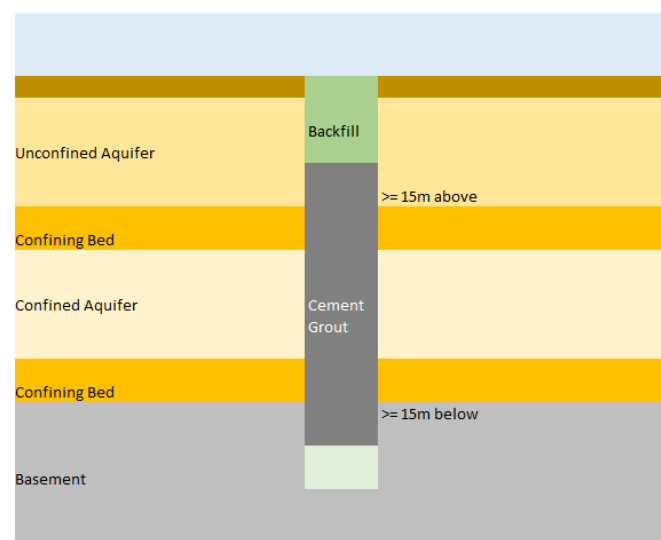 Backfill
Unconfined Aquifer
>= 15m above
Confining Bed
Confined Aquifer
Cement
Grout
Confining Bed
>= 15m below
Basement